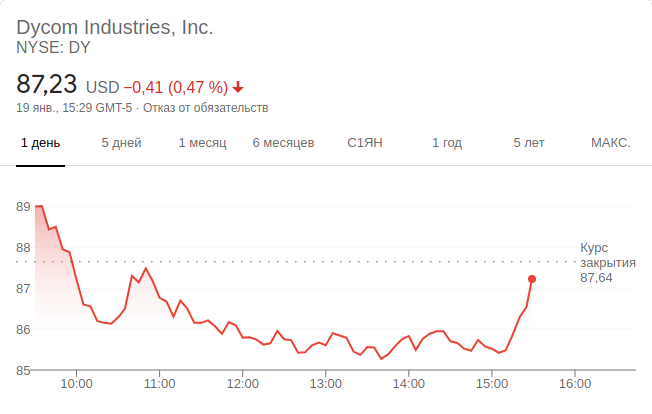 Dycom Industries, Inc.
NYSE: DY
87,23 USD −0,41 (0,47 %)
19 янв., 15:29 GMT-5 · Отказ от обязательств
1 день 5 дней 1 месяц 6 месяцев С1ЯН 1 год 5 лет МАКС.
89
88
87
86
85
Курс
закрытия
87,64
10:00 11:00 12:00 13:00 14:00 15:00 16:00